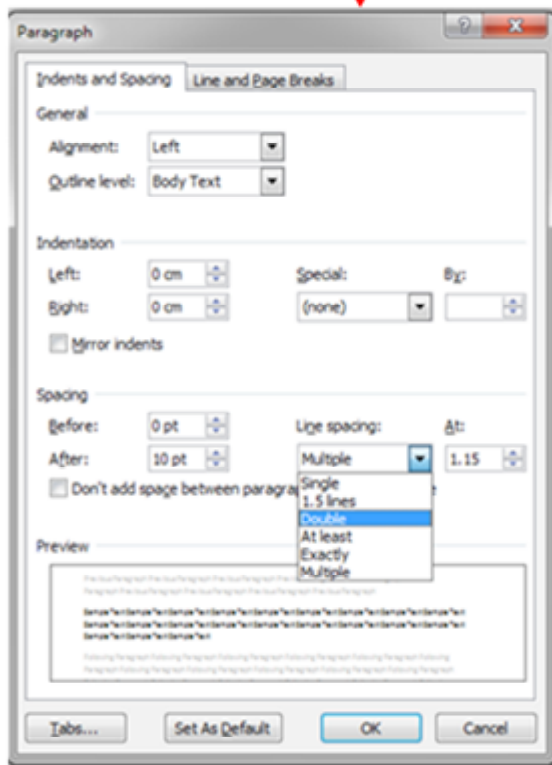 Paragraph
Indents and Spacing Line and Page Breaks
General
Alignment: Left
Outline level: Body Text
Indentation
Left: 0 cm Special: By:
Right: 0 cm (none)
Mirror indents
Spacing
Before: 0 pt Line spacing: At:
After: 10 pt Multiple 1.15
Don't add space between
Single
1.5 lines
Double
At least
Exactly
Multiple
Preview
Tabs... Set As Default OK Cancel